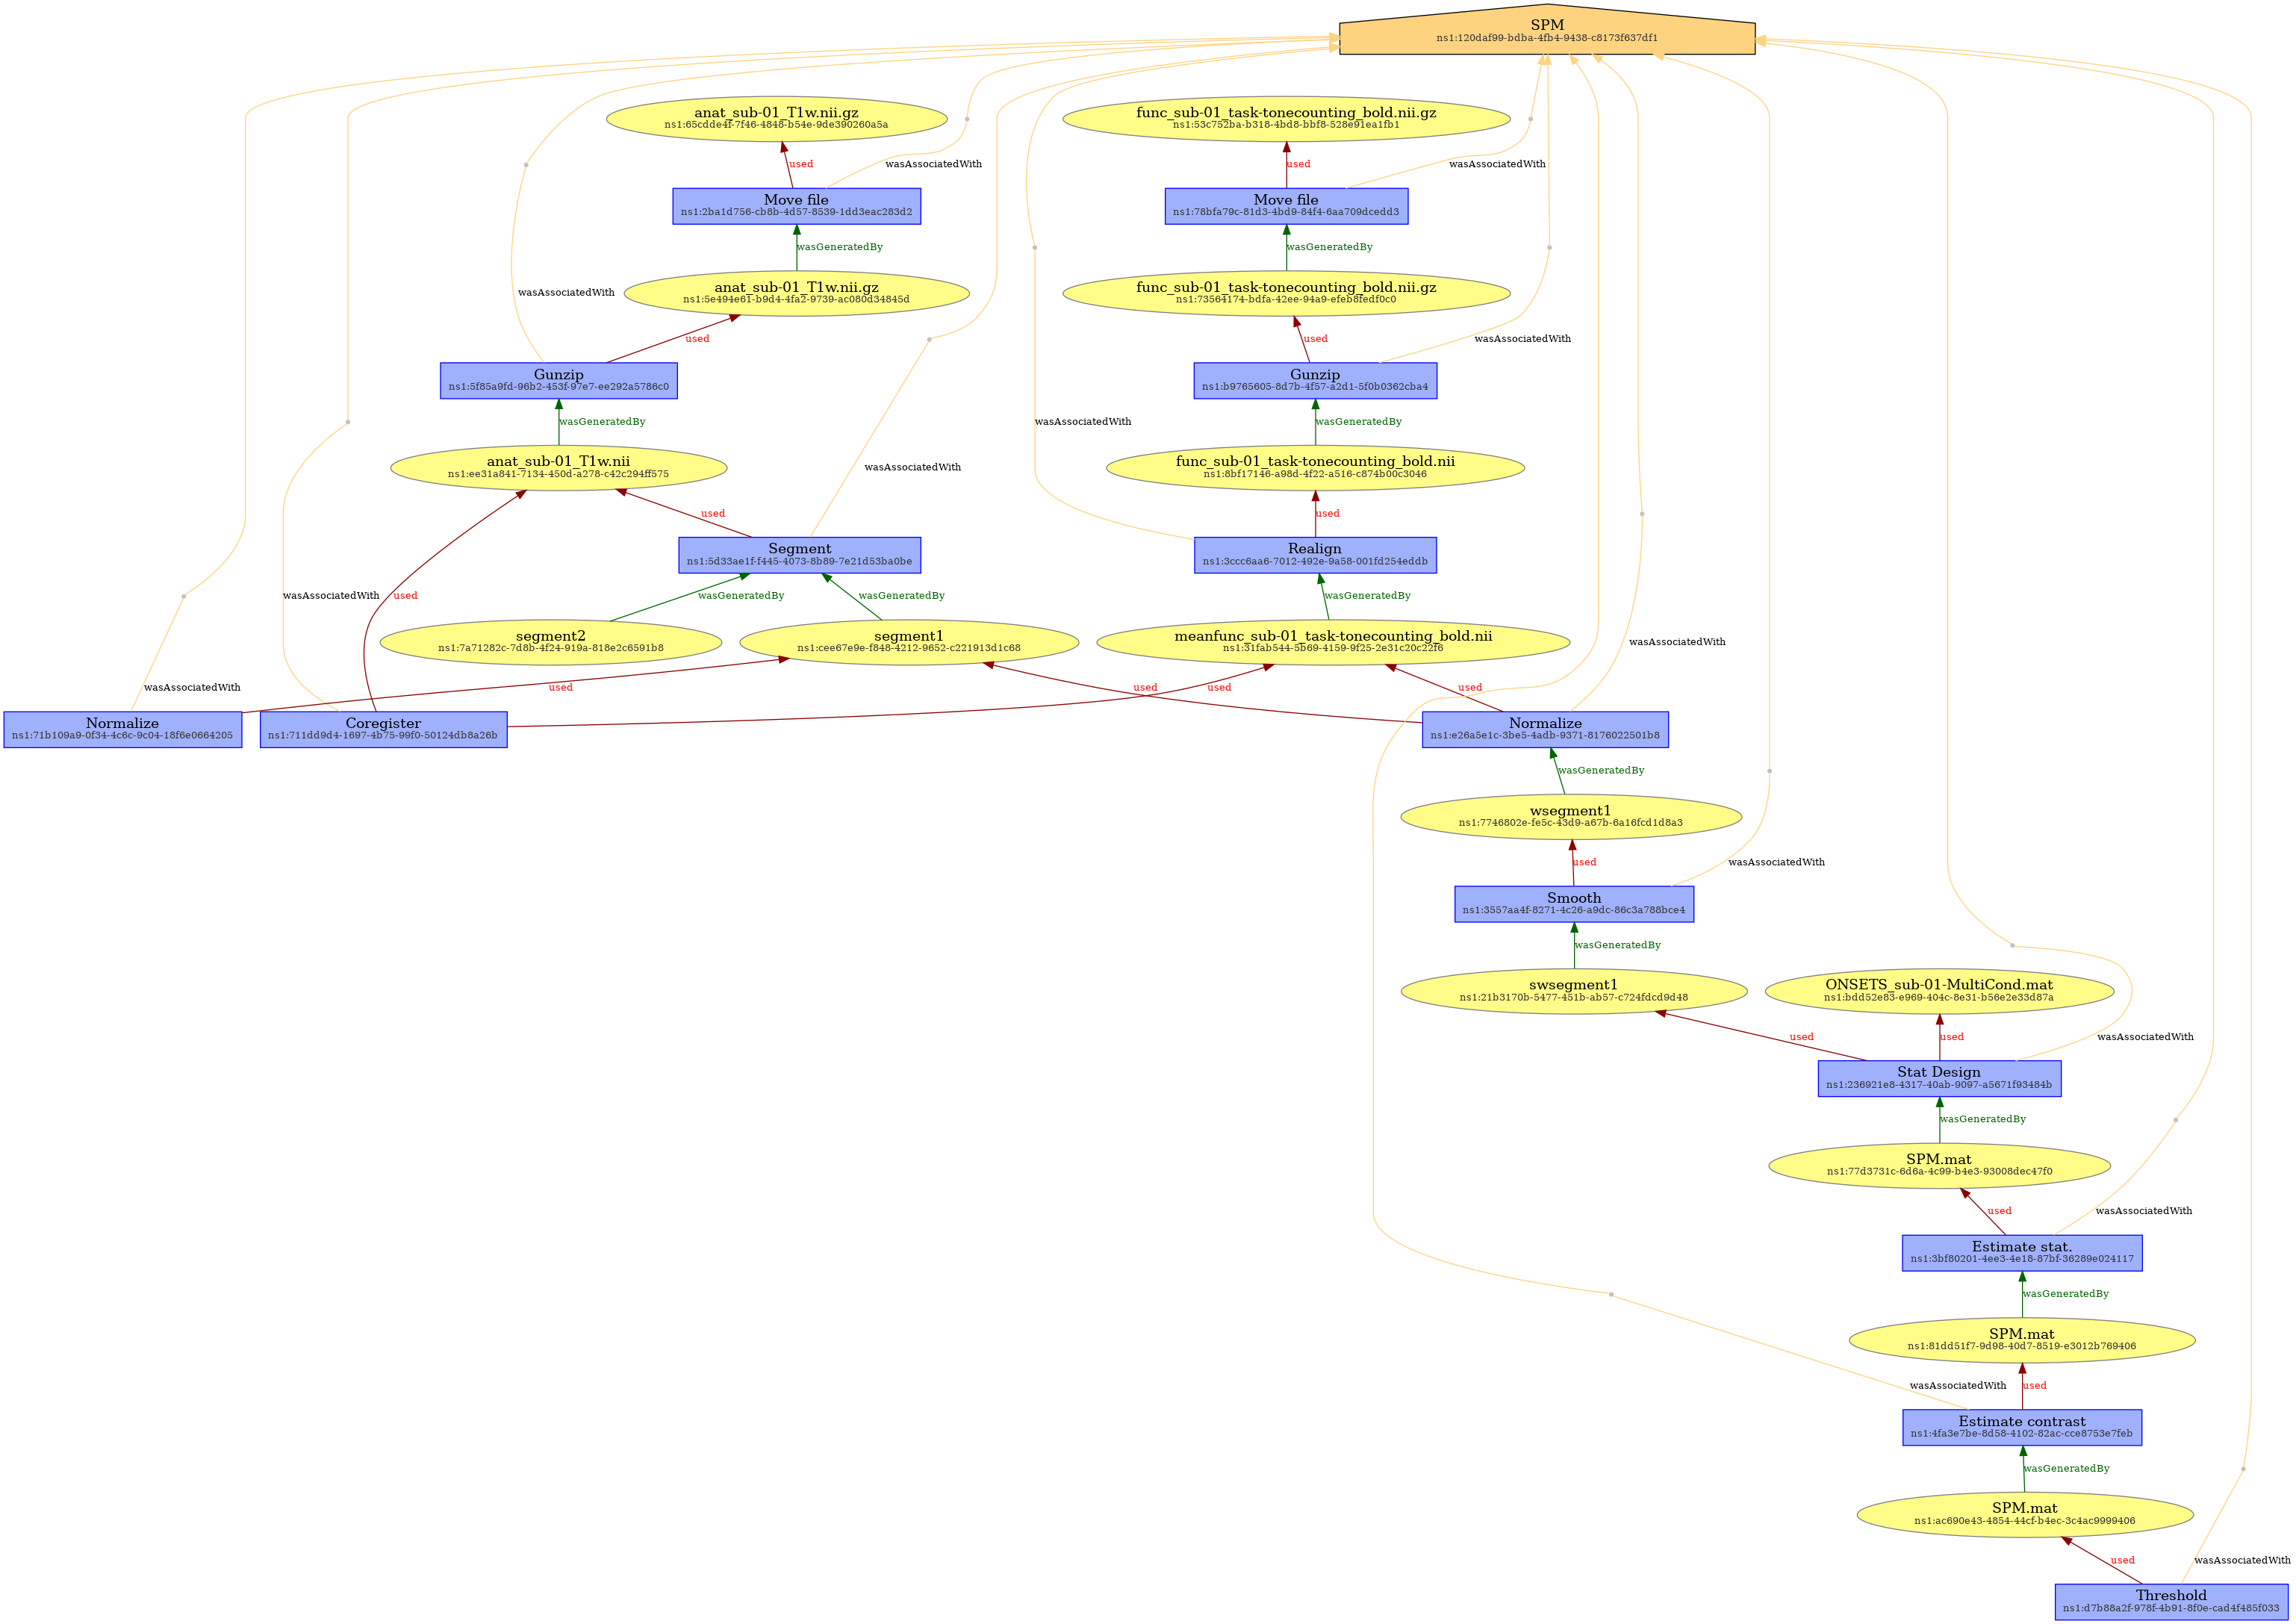 SPM
ns1:120daf99-bdba-4fb4-9438-c8173f637df1
anat_sub-01_T1w.nii.gz
ns1:65cdde4f-7f46-4848-b54e-9de390260a5a
func_sub-01_task-tonecounting_bold.nii.gz
ns1:53c752ba-b318-4bd8-bbf8-528e91ea1fb1
used
wasAssociatedWith
used
wasAssociatedWith
Move file
ns1:2ba1d756-cb8b-4d57-8539-1dd3eac283d2
Move file
ns1:78bfa79c-81d3-4bd9-84f4-6aa709dcedd3
wasGeneratedBy
wasGeneratedBy
wasAssociatedWith
anat_sub-01_T1w.nii.gz
ns1:5e494e61-b9d4-4fa2-9739-ac080d34845d
func_sub-01_task-tonecounting_bold.nii.gz
ns1:73564174-bdfa-42ee-94a9-efeb8fedf0c0
used
used
wasAssociatedWith
Gunzip
ns1:5f85a9fd-96b2-453f-97e7-ee292a5786c0
Gunzip
ns1:b9765605-8d7b-4f57-a2d1-5f0b0362cba4
wasGeneratedBy
wasAssociatedWith
wasGeneratedBy
anat_sub-01_T1w.nii
ns1:ee31a841-7134-450d-a278-c42c294ff575
wasAssociatedWith
func_sub-01_task-tonecounting_bold.nii
ns1:8bf17146-a98d-4f22-a516-c874b00c3046
used
used
Segment
ns1:5d33ae1f-f445-4073-8b89-7e21d53ba0be
Realign
ns1:3ccc6aa6-7012-492e-9a58-001fd254eddb
wasAssociatedWith
used
wasGeneratedBy
wasGeneratedBy
wasGeneratedBy
segment2
ns1:7a71282c-7d8b-4f24-919a-818e2c6591b8
segment1
ns1:cee67e9e-f848-4212-9652-c221913d1c68
meanfunc_sub-01_task-tonecounting_bold.nii
ns1:31fab544-5b69-4159-9f25-2e31c20c22f6
wasAssociatedWith
wasAssociatedWith
used
used
used
used
Normalize
ns1:71b109a9-0f34-4c6c-9c04-18f6e0664205
Coregister
ns1:711dd9d4-1697-4b75-99f0-50124db8a26b
Normalize
ns1:e26a5e1c-3be5-4adb-9371-8176022501b8
wasGeneratedBy
wsegment1
ns1:7746802e-fe5c-43d9-a67b-6a16fcd1d8a3
used
wasAssociatedWith
Smooth
ns1:3557aa4f-8271-4c26-a9dc-86c3a788bce4
wasGeneratedBy
swsegment1
ns1:21b3170b-5477-451b-ab57-c724fdcd9d48
ONSETS_sub-01-MultiCond.mat
ns1:bdd52e83-e969-404c-8e31-b56e2e33d87a
used
used
wasAssociatedWith
Stat Design
ns1:236921e8-4317-40ab-9097-a5671f93484b
wasGeneratedBy
SPM.mat
ns1:77d3731c-6d6a-4c99-b4e3-93008dec47f0
used
wasAssociatedWith
Estimate stat.
ns1:3bf80201-4ee3-4e18-87bf-36289e024117
wasGeneratedBy
SPM.mat
ns1:81dd51f7-9d98-40d7-8519-e3012b769406
wasAssociatedWith
used
Estimate contrast
ns1:4fa3e7be-8d58-4102-82ac-cce8753e7feb
wasGeneratedBy
SPM.mat
ns1:ac690e43-4854-44cf-b4ec-3c4ac9999406
used
wasAssociatedWith
Threshold
ns1:d7b88a2f-978f-4b91-8f0e-cad4f485f033